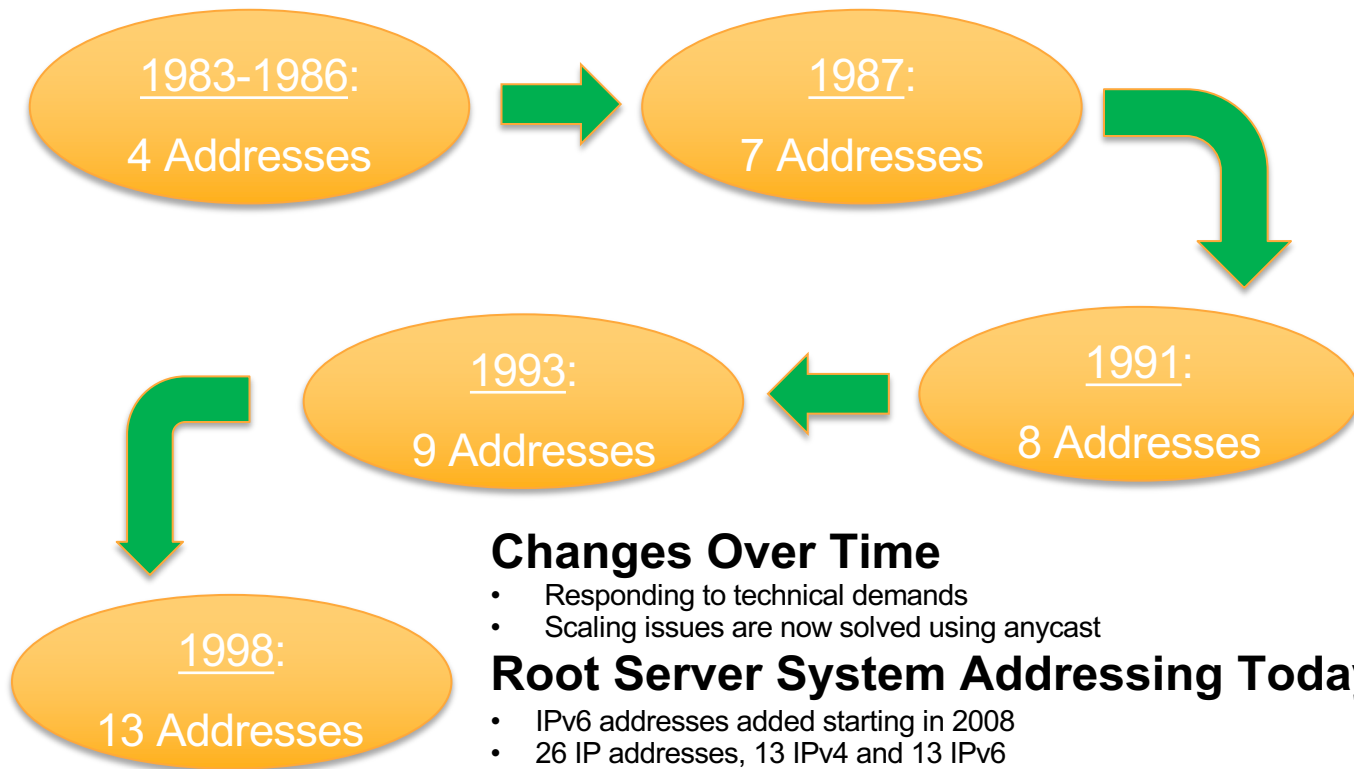 1983-1986:
4 Addresses
1987:
7 Addresses
1991:
8 Addresses
1993:
9 Addresses
1998:
13 Addresses
Changes Over Time
• Responding to technical demands
• Scaling issues are now solved using anycast
Root Server System Addressing Today
• IPv6 addresses added starting in 2008
• 26 IP addresses, 13 IPv4 and 13 IPv6